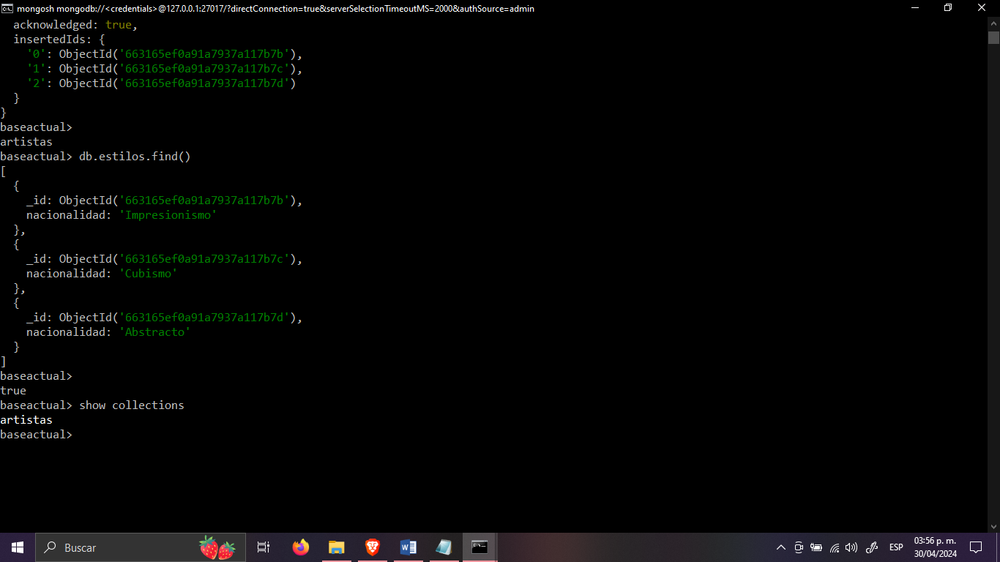 mongosh mongodb://<credentials>@127.0.0.1:27017/?directConnection=true&serverSelectionTimeoutMS=2000&authSource=admin
  acknowledged: true,
  insertedIds: {
    '0': ObjectId('663165ef0a91a7937a117b7b'),
    '1': ObjectId('663165ef0a91a7937a117b7c'),
    '2': ObjectId('663165ef0a91a7937a117b7d')
  }
}
baseactual>
artistas
baseactual> db.estilos.find()
[
  {
    _id: ObjectId('663165ef0a91a7937a117b7b'),
    nacionalidad: 'Impresionismo'
  },
  {
    _id: ObjectId('663165ef0a91a7937a117b7c'),
    nacionalidad: 'Cubismo'
  },
  {
    _id: ObjectId('663165ef0a91a7937a117b7d'),
    nacionalidad: 'Abstracto'
  }
]
baseactual>
true
baseactual> show collections
artistas
baseactual>
Buscar
ESP
03:56 p. m.
30/04/2024